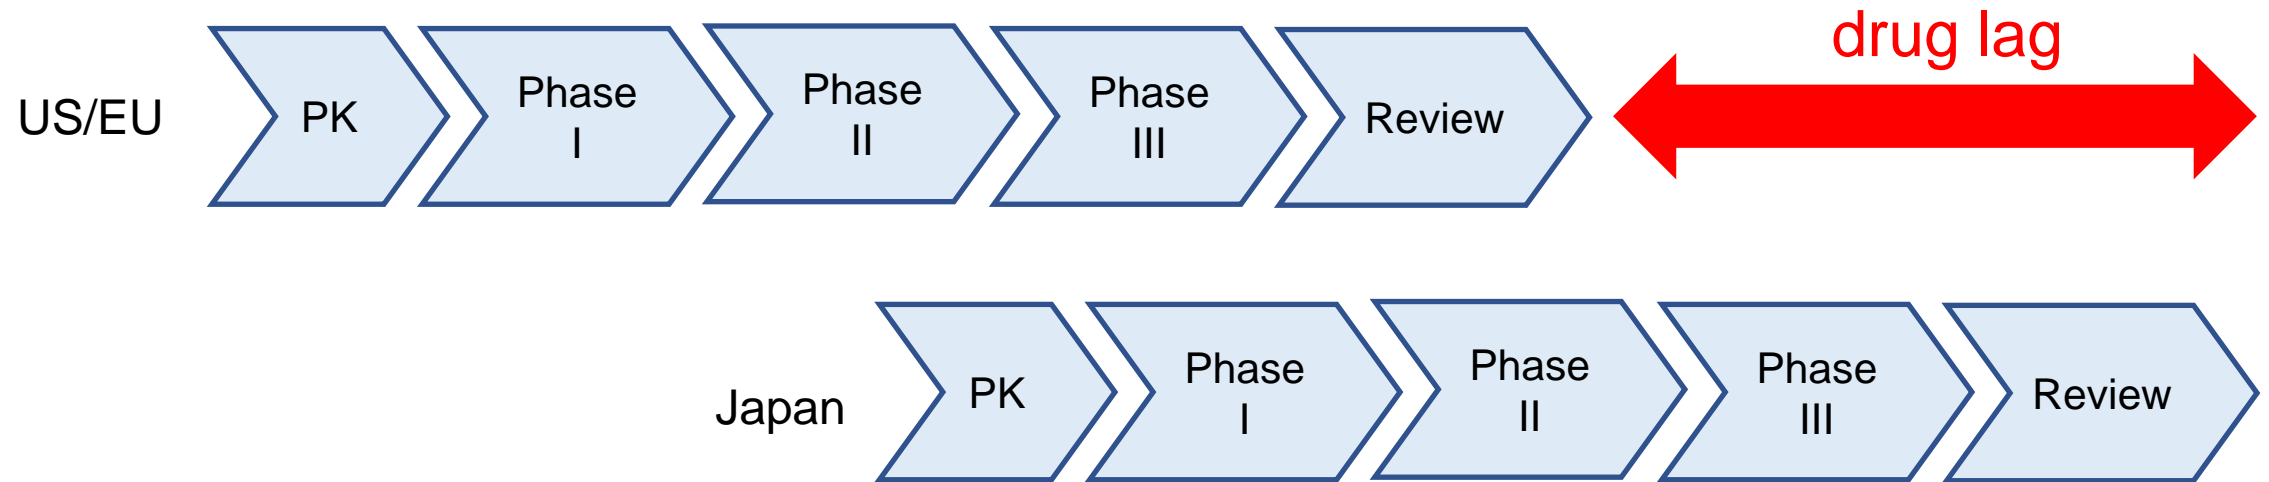 drug lag
US/EU
PK
Phase
I
Phase
II
Phase
III
Review
Japan
PK
Phase
I
Phase
II
Phase
III
Review